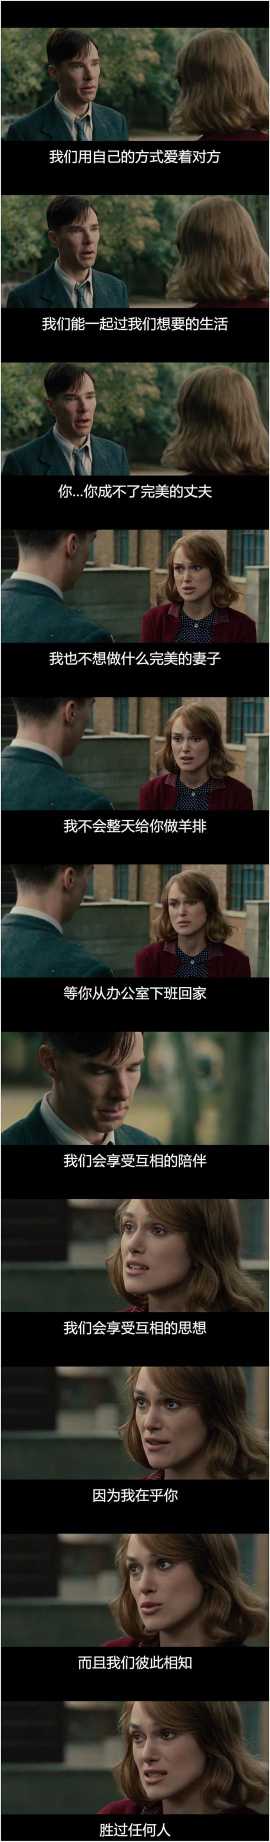 我们用自己的方式爱着对方
我们能一起过我们想要的生活
你...你成不了完美的丈夫
我也不想做什么完美的妻子
我不会整天给你做羊排
等你从办公室下班回家
我们会享受互相的陪伴
我们会享受互相的思想
因为我在乎你
而且我们彼此相知
胜过任何人